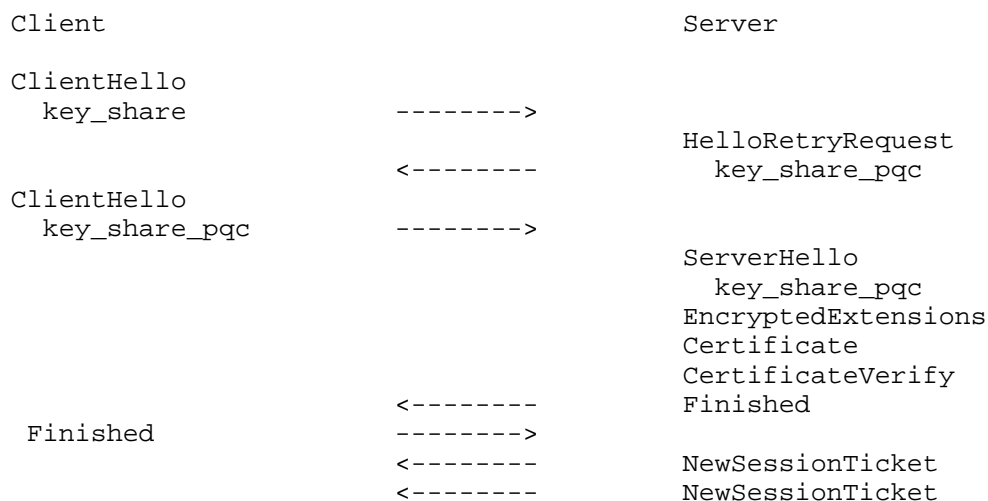 Client                                           Server

ClientHello
  key_share              -------->
                                           HelloRetryRequest
                         <--------           key_share_pqc
ClientHello
  key_share_pqc          -------->
                                           ServerHello
                                             key_share_pqc
                                           EncryptedExtensions
                                           Certificate
                                           CertificateVerify
                         <--------         Finished
 Finished                -------->
                         <--------         NewSessionTicket
                         <--------         NewSessionTicket